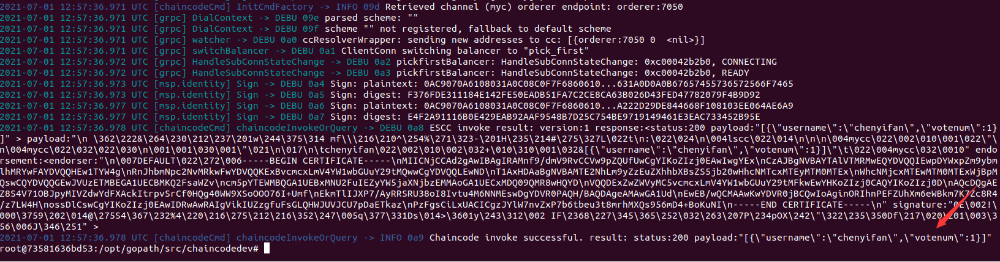 2021-07-01 12:57:36.971 UTC [chaincodeCmd] InitCmdFactory -> INFO 09d Retrieved channel (myc) orderer endpoint: orderer:7050
2021-07-01 12:57:36.971 UTC [grpc] DialContext -> DEBU 09e parsed scheme: ""
2021-07-01 12:57:36.971 UTC [grpc] DialContext -> DEBU 09f scheme "" not registered, fallback to default scheme
2021-07-01 12:57:36.971 UTC [grpc] watcher -> DEBU 0a0 ccResolverWrapper: sending new addresses to cc: [{orderer:7050 0  <nil>}]
2021-07-01 12:57:36.971 UTC [grpc] switchBalancer -> DEBU 0a1 ClientConn switching balancer to "pick_first"
2021-07-01 12:57:36.972 UTC [grpc] HandleSubConnStateChange -> DEBU 0a2 pickfirstBalancer: HandleSubConnStateChange: 0xc00042b2b0, CONNECTING
2021-07-01 12:57:36.972 UTC [grpc] HandleSubConnStateChange -> DEBU 0a3 pickfirstBalancer: HandleSubConnStateChange: 0xc00042b2b0, READY
2021-07-01 12:57:36.973 UTC [msp.identity] Sign -> DEBU 0a4 Sign: plaintext: 0AC9070A6108031A0C08C0F7F6860610...631A0D0A0B676574557365725​66F7465
2021-07-01 12:57:36.973 UTC [msp.identity] Sign -> DEBU 0a5 Sign: digest: F376FDE311184E142FE50EADB51FA7C2CE8CA63B026D43FED47782079F4B9D92
2021-07-01 12:57:36.977 UTC [msp.identity] Sign -> DEBU 0a6 Sign: plaintext: 0AC9070A6108031A0C08C0F7F6860610...A222D29DE844668F108103EE064AE6A9
2021-07-01 12:57:36.977 UTC [msp.identity] Sign -> DEBU 0a7 Sign: digest: E4F2A91116B0E429EAB92AAF9548B7D25C754BE9719149461E3EAC733452B95E
2021-07-01 12:57:36.978 UTC [chaincodeCmd] chaincodeInvokeOrQuery -> DEBU 0a8 ESCC invoke result: version:1 response:<status:200 payload:"[{\"username\":\"chenyifan\",\"votenum\":1}
]" > payload:"\n \362\222&\264\230\212\237\201w\244\375\314 mf\\\216\210^\254%\271\323-\201H\235\214#\275\327L\022t\n:\022\024\n\004lscc\022\014\n\n\n\004mycc\022\002\010\001\022\"\
n\004mycc\022\032\022\030\n\001\001\030\001\"\021\n\017\n\tchenyifan\022\002\010\002\032+\010\310\001\032&[{\"username\":\"chenyifan\",\"votenum\":1}]\"\t\022\004mycc\032\0010" endo
rsement:<endorser:"\n\007DEFAULT\022\272\006-----BEGIN CERTIFICATE-----\nMIICNjCCAd2gAwIBAgIRAMnf9/dmV9RvCCVw9pZQUfUwCgYIKoZIzj0EAwIwgYEx\nCzAJBgNVBAYTAlVTMRMwEQYDVQQIEwpDYWxpZm9ybm
lhMRYwFAYDVQQHEw1TYW4g\nRnJhbmNpc2NvMRkwFwYDVQQKExBvcmcxLmV4YW1wbGUuY29tMQwwCgYDVQQLEwND\nT1AxHDAaBgNVBAMTE2NhLm9yZzEuZXhhbXBsZS5jb20wHhcNMTcxMTEyMTM0MTEx\nWhcNMjcxMTEwMTM0MTExWjBpM
QswCQYDVQQGEwJVUzETMBEGA1UECBMKQ2FsaWZv\ncm5pYTEWMBQGA1UEBxMNU2FuIEZyYW5jaXNjbzEMMAoGA1UECxMDQ09QMR8wHQYD\nVQQDExZwZWVyMC5vcmcxLmV4YW1wbGUuY29tMFkwEwYHKoZIzj0CAQYIKoZIzj0D\nAQcDQgAE
Z8S4V71OBJpyMIVZdwYdFXAckItrpvSrCf0HQg40WW9XSoOOO76I+Umf\nEkmTlIJXP7/AyRRSRU38oI8Ivtu4M6NNMEswDgYDVR0PAQH/BAQDAgeAMAwGA1Ud\nEwEB/wQCMAAwKwYDVR0jBCQwIoAginORIhnPEFZUhXm6eWBkm7K7Zc8R4
/z7LW4H\nossDlCswCgYIKoZIzj0EAwIDRwAwRAIgVikIUZzgfuFsGLQHWJUVJCU7pDaETkaz\nPzFgsCiLxUACICgzJYlW7nvZxP7b6tbeu3t8mrhMXQs956mD4+BoKuNI\n-----END CERTIFICATE-----\n" signature:"0E\002!\
000\3759\202\014@\275S4\367\232%4\220\216\275\212\216\352\247\005q\377\331Ds\014>\3601y\243\312\002 IF\2368\227\345\365\252\032\263\207P\234pOX\242\"\322\235\350Df\217\020\201\003\3
56\006J\346\251" >
2021-07-01 12:57:36.978 UTC [chaincodeCmd] chaincodeInvokeOrQuery -> INFO 0a9 Chaincode invoke successful. result: status:200 payload:"[{\"username\":\"chenyifan\",\"votenum\":1}]"
root@73581636bd53:/opt/gopath/src/chaincodedev#